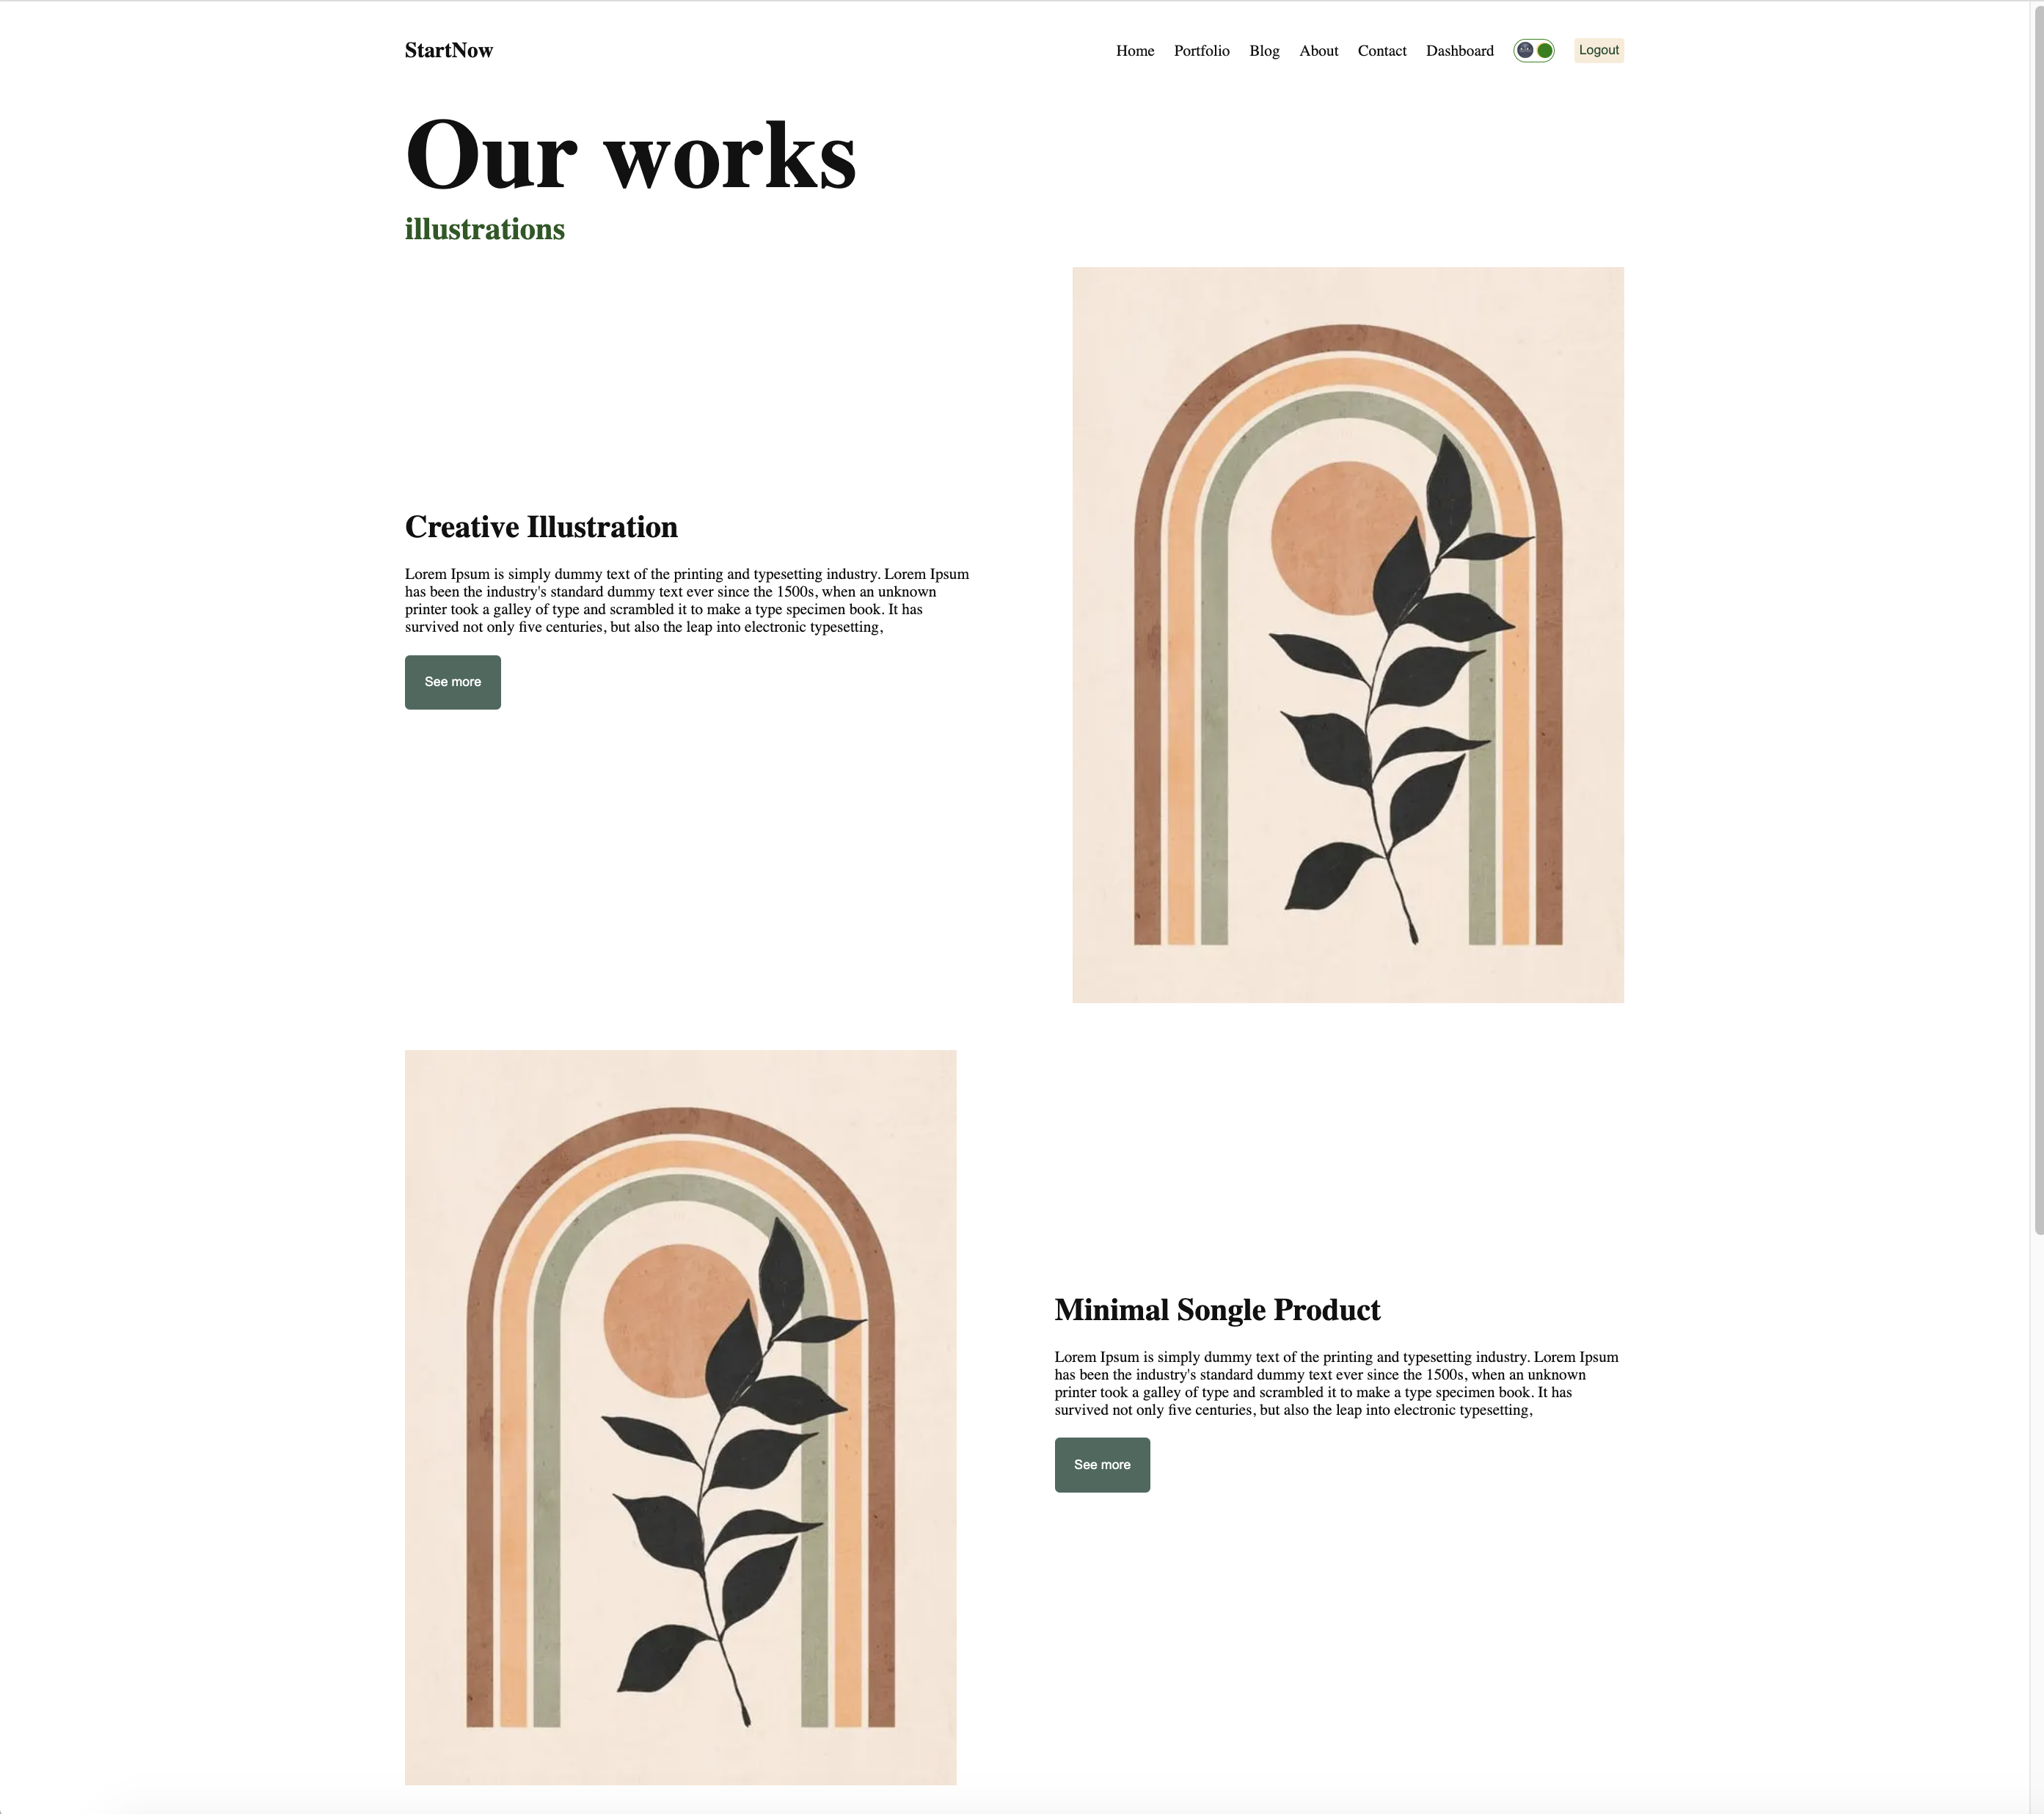 StartNow
Home Portfolio Blog About Contact Dashboard Logout
Our works
illustrations
Creative Illustration
Lorem Ipsum is simply dummy text of the printing and typesetting industry. Lorem Ipsum
has been the industry's standard dummy text ever since the 1500s, when an unknown
printer took a galley of type and scrambled it to make a type specimen book. It has
survived not only five centuries, but also the leap into electronic typesetting,
See more
Minimal Songle Product
Lorem Ipsum is simply dummy text of the printing and typesetting industry. Lorem Ipsum
has been the industry's standard dummy text ever since the 1500s, when an unknown
printer took a galley of type and scrambled it to make a type specimen book. It has
survived not only five centuries, but also the leap into electronic typesetting,
See more